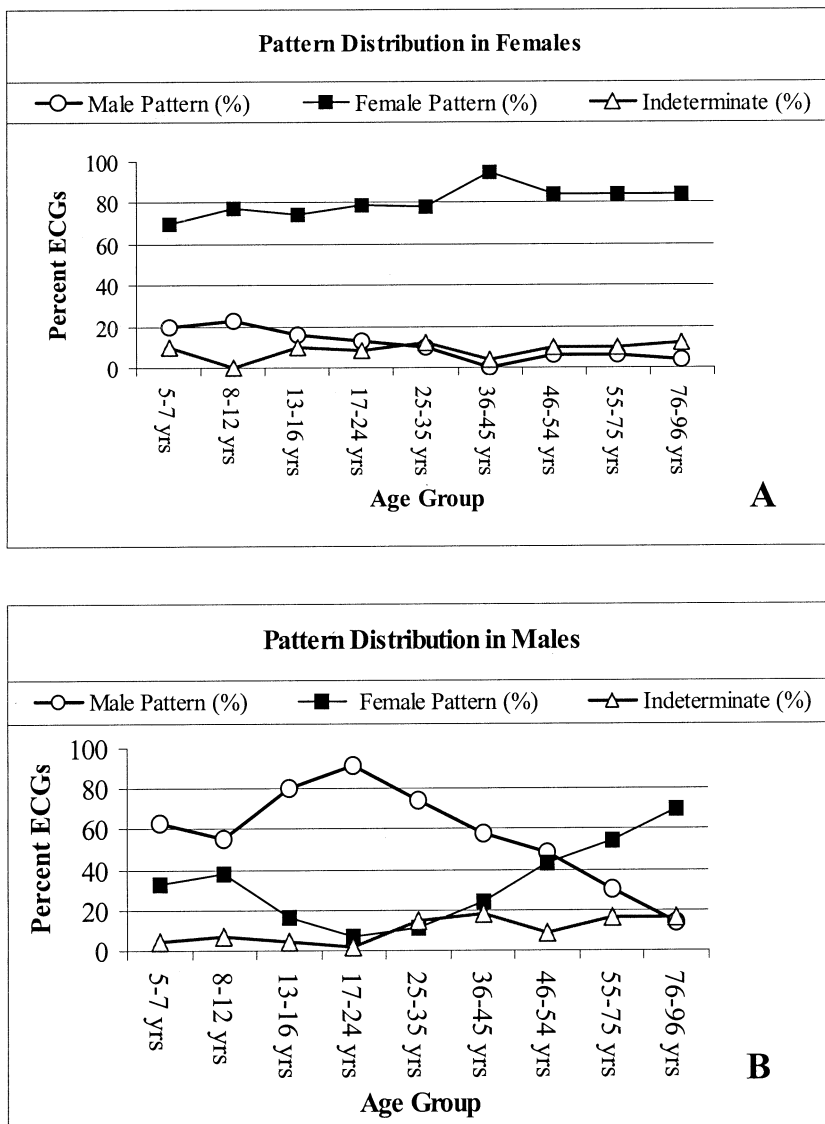 Pattern Distribution in Females
Male Pattern (%) Female Pattern (%) Indeterminate (%)
Percent ECGs
100
80
60
40
20
0
5-7 yrs
8-12 yrs
13-16 yrs
17-24 yrs
25-35 yrs
36-45 yrs
46-54 yrs
55-75 yrs
76-96 yrs
Age Group
A
Pattern Distribution in Males
Male Pattern (%) Female Pattern (%) Indeterminate (%)
Percent ECGs
100
80
60
40
20
0
5-7 yrs
8-12 yrs
13-16 yrs
17-24 yrs
25-35 yrs
36-45 yrs
46-54 yrs
55-75 yrs
76-96 yrs
Age Group
B